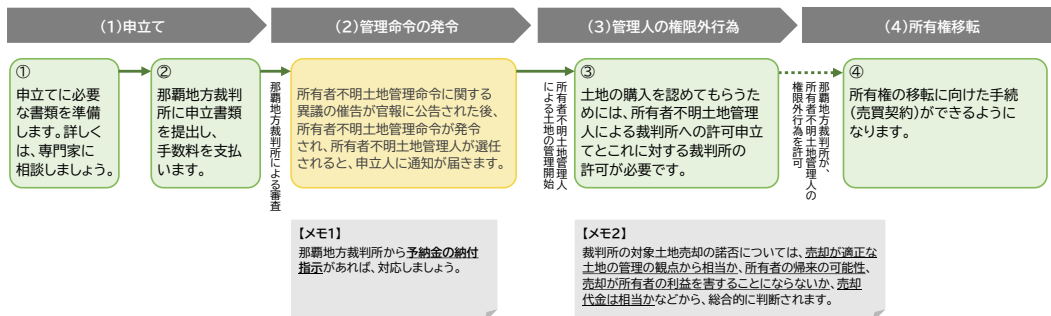 (1)申立て
(2)管理命令の発令
(3)管理人の権限外行為
(4)所有権移転
①
申立てに必要
な書類を準備
します。詳しく
は、専門家に
相談しましょう。
②
那覇地方裁判
所に申立書類
を提出し、
手数料を支払
います。
那覇地方裁判所による審査
所有者不明土地管理命令に関する
異議の催告が官報に公告された後、
所有者不明土地管理命令が発令
され、所有者不明土地管理人が選任
されると、申立人に通知が届きます。
所有者不明土地管理人
による土地の管理開始
③
土地の購入を認めてもらうた
めには、所有者不明土地管理
人による裁判所への許可申立
てとこれに対する裁判所の
許可が必要です。
那覇地方裁判所が、
所有者不明土地管理人の
権限外行為を許可
④
所有権の移転に向けた手続
(売買契約)ができるように
なります。
【メモ1】
那覇地方裁判所から予納金の納付
指示があれば、対応しましょう。
【メモ2】
裁判所の対象土地売却の諾否については、売却が適正な
土地の管理の観点から相当か、所有者の帰来の可能性、
売却が所有者の利益を害することにならないか、売却
代金は相当かなどから、総合的に判断されます。